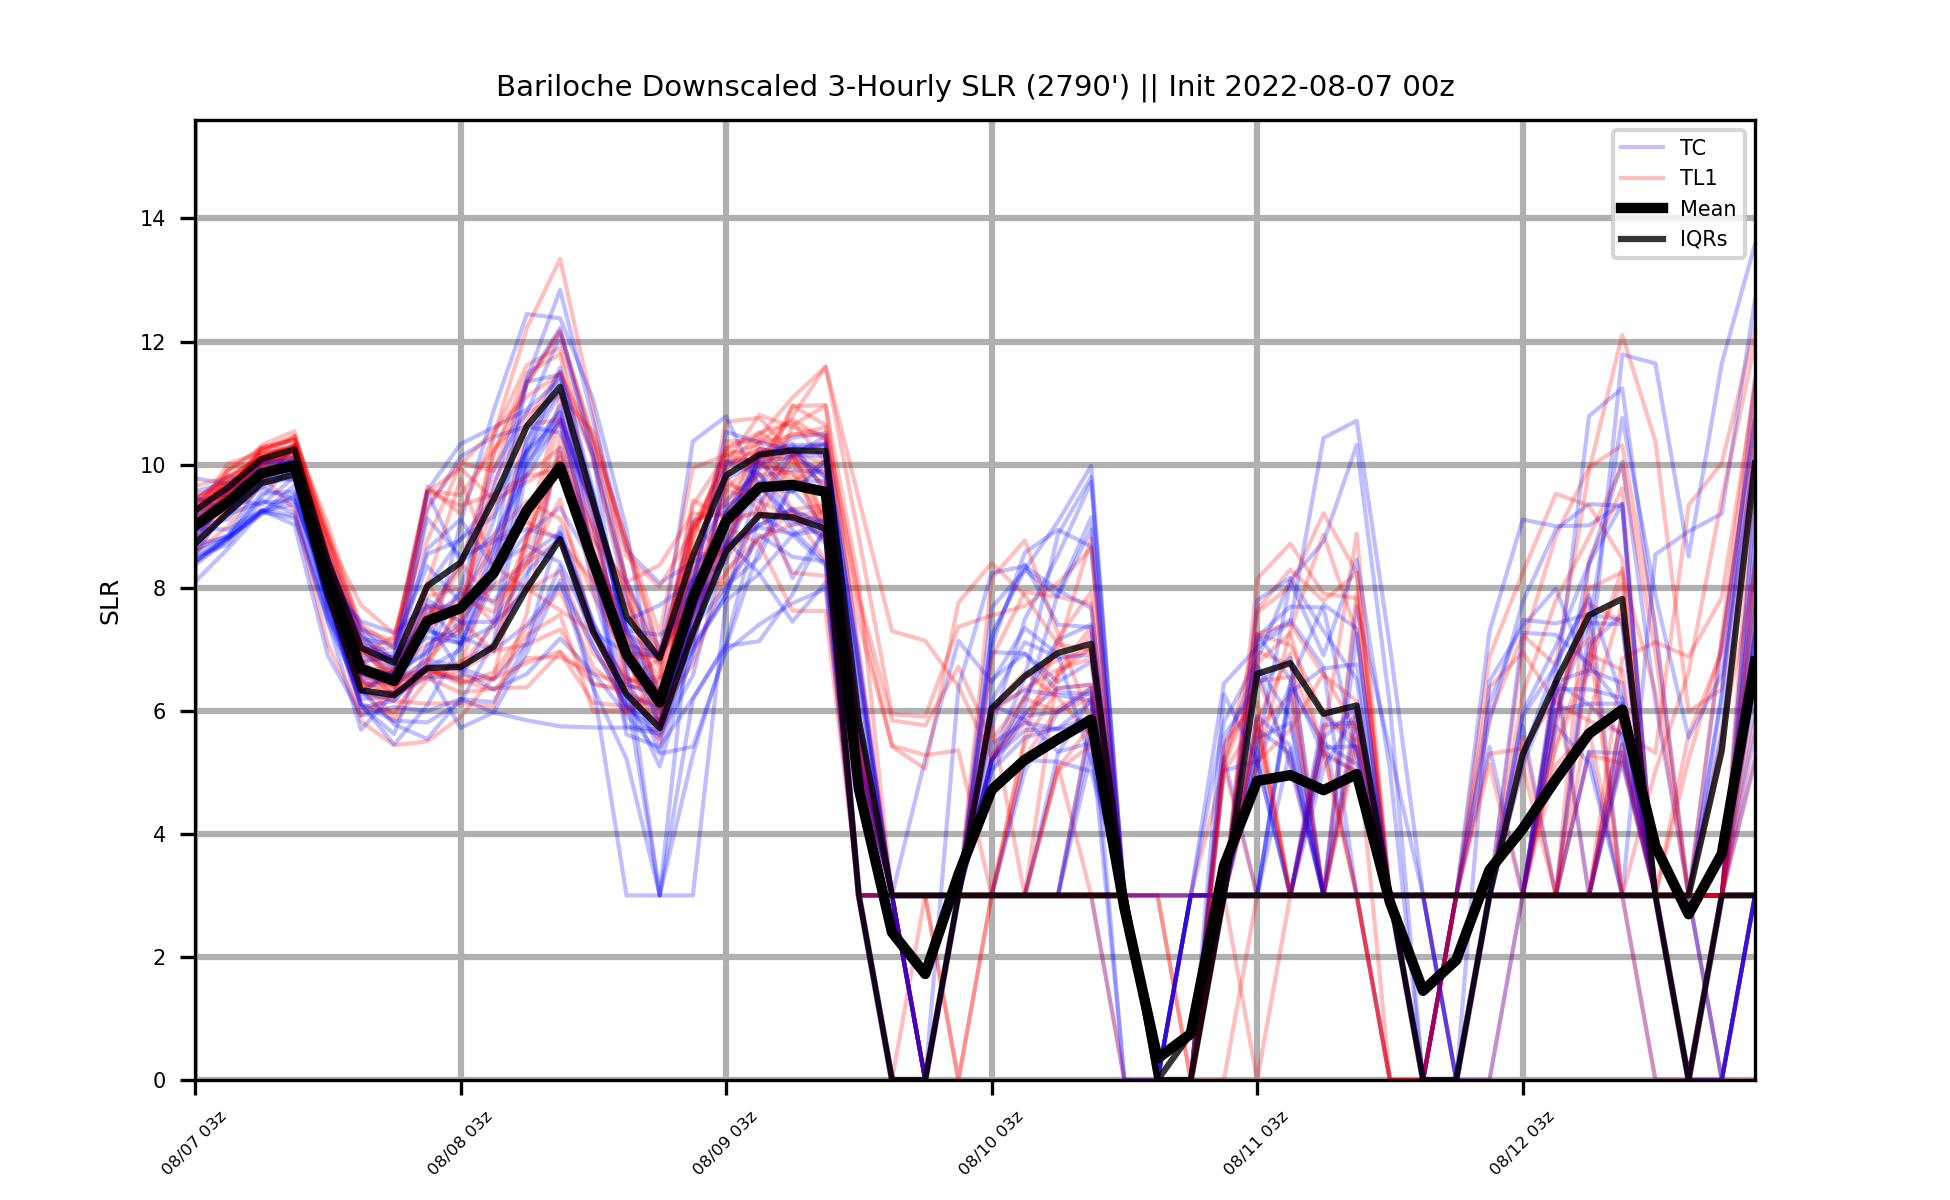 Bariloche Downscaled 3-Hourly SLR (2790') || Init 2022-08-07 00z
TC
TL1
Mean
IQRs
14
12
10
8
6
4
2
0
SLR
08/07 03z
08/08 03z
08/09 03z
08/10 03z
08/11 03z
08/12 03z